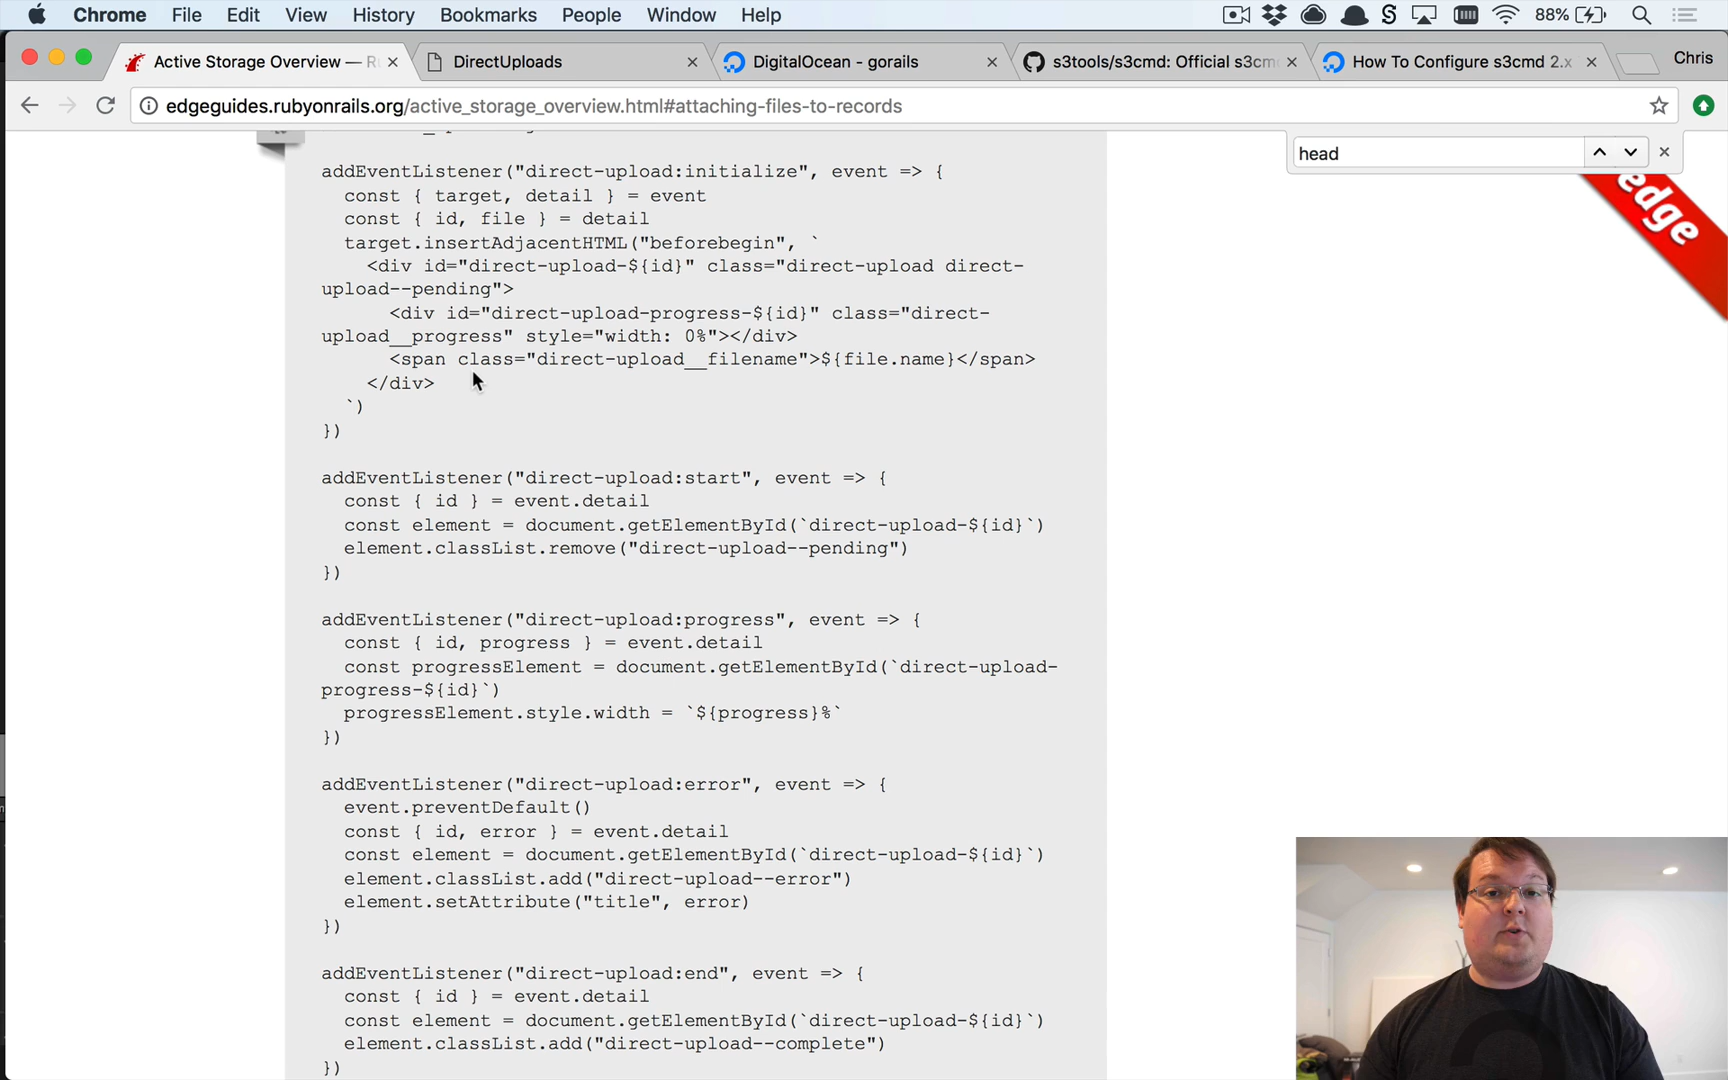 Chrome File Edit View History Bookmarks People Window Help 88%
Active Storage Overview — R DirectUploads DigitalOcean - gorails s3tools/s3cmd: Official s3cm How To Configure s3cmd 2.x Chris
edgeguides.rubyonrails.org/active_storage_overview.html#attaching-files-to-records
head
edge
addEventListener("direct-upload:initialize", event => {
const { target, detail } = event
const { id, file } = detail
target.insertAdjacentHTML("beforebegin", `
<div id="direct-upload-${id}" class="direct-upload direct-
upload--pending">
<div id="direct-upload-progress-${id}" class="direct-
upload__progress" style="width: 0%"></div>
<span class="direct-upload__filename">${file.name}</span>
</div>
`)
})
addEventListener("direct-upload:start", event => {
const { id } = event.detail
const element = document.getElementById(`direct-upload-${id}`)
element.classList.remove("direct-upload--pending")
})
addEventListener("direct-upload:progress", event => {
const { id, progress } = event.detail
const progressElement = document.getElementById(`direct-upload-
progress-${id}`)
progressElement.style.width = `${progress}%`
})
addEventListener("direct-upload:error", event => {
event.preventDefault()
const { id, error } = event.detail
const element = document.getElementById(`direct-upload-${id}`)
element.classList.add("direct-upload--error")
element.setAttribute("title", error)
})
addEventListener("direct-upload:end", event => {
const { id } = event.detail
const element = document.getElementById(`direct-upload-${id}`)
element.classList.add("direct-upload--complete")
})